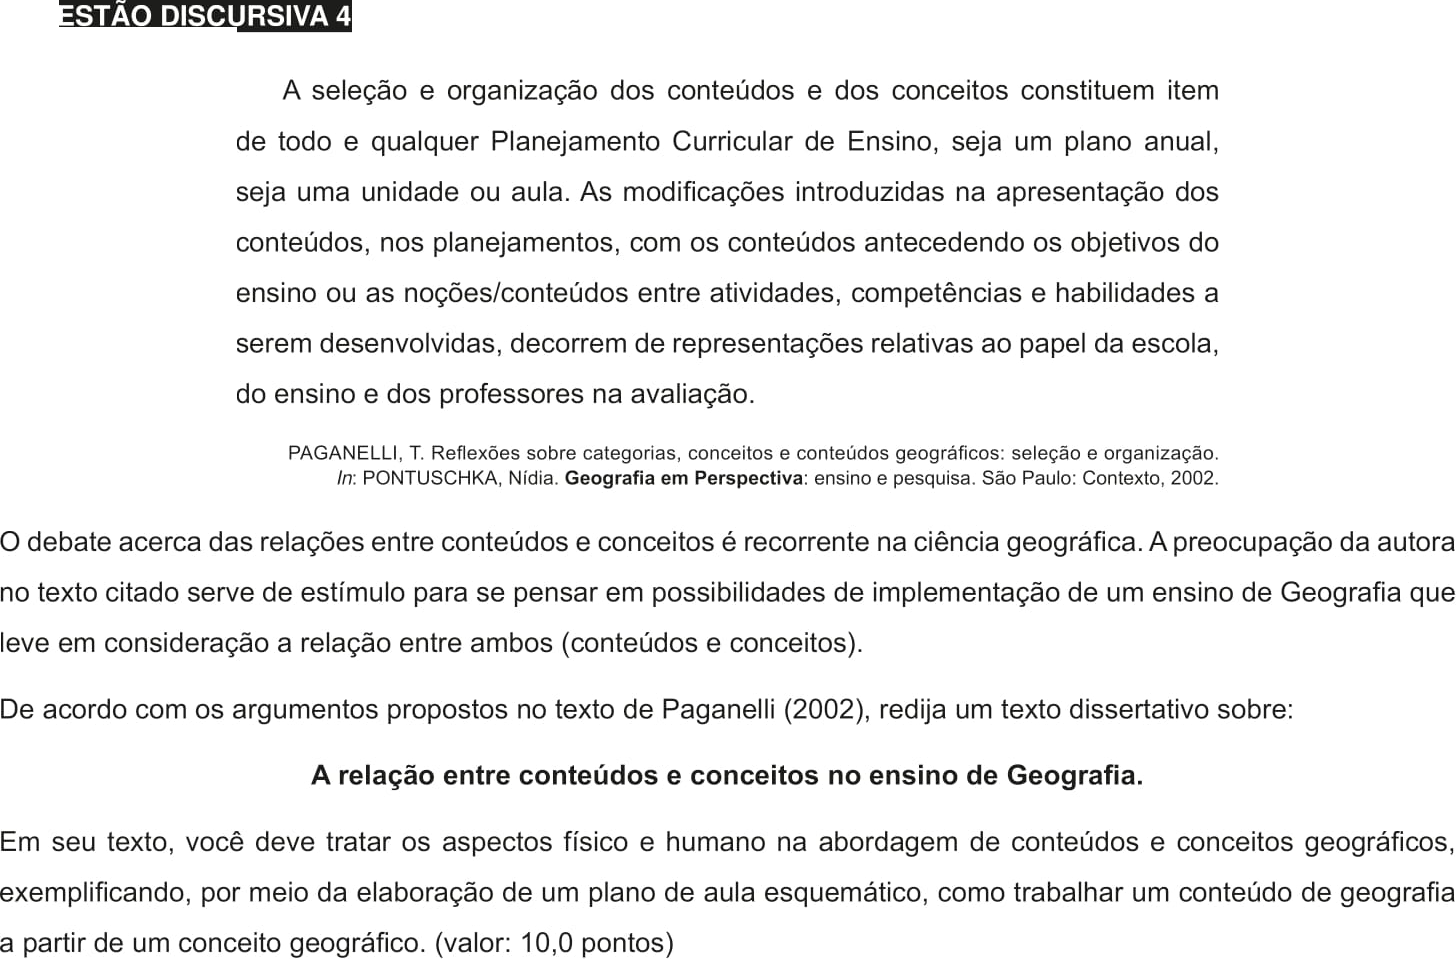 ESTÃO DISCURSIVA 4
A seleção e organização dos conteúdos e dos conceitos constituem item
de todo e qualquer Planejamento Curricular de Ensino, seja um plano anual,
seja uma unidade ou aula. As modificações introduzidas na apresentação dos
conteúdos, nos planejamentos, com os conteúdos antecedendo os objetivos do
ensino ou as noções/conteúdos entre atividades, competências e habilidades a
serem desenvolvidas, decorrem de representações relativas ao papel da escola,
do ensino e dos professores na avaliação.
PAGANELLI, T. Reflexões sobre categorias, conceitos e conteúdos geográficos: seleção e organização.
In: PONTUSCHKA, Nídia. Geografia em Perspectiva: ensino e pesquisa. São Paulo: Contexto, 2002.
O debate acerca das relações entre conteúdos e conceitos é recorrente na ciência geográfica. A preocupação da autora
no texto citado serve de estímulo para se pensar em possibilidades de implementação de um ensino de Geografia que
leve em consideração a relação entre ambos (conteúdos e conceitos).
De acordo com os argumentos propostos no texto de Paganelli (2002), redija um texto dissertativo sobre:
A relação entre conteúdos e conceitos no ensino de Geografia.
Em seu texto, você deve tratar os aspectos físico e humano na abordagem de conteúdos e conceitos geográficos,
exemplificando, por meio da elaboração de um plano de aula esquemático, como trabalhar um conteúdo de geografia
a partir de um conceito geográfico. (valor: 10,0 pontos)